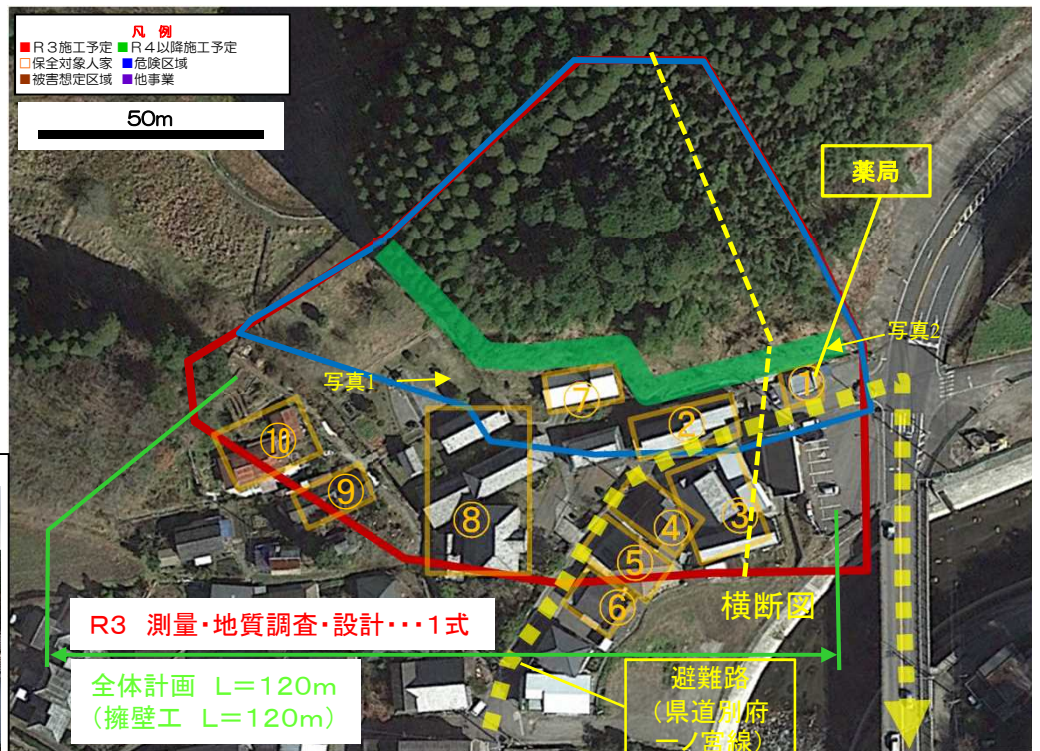 凡 例
■R3施工予定 ■R4以降施工予定
□保全対象人家 ■危険区域
■被害想定区域 ■他事業
50m
薬局
写真2
写真1
①
⑦
②
⑩
⑨
⑧
④
③
⑤
⑥
横断図
R3 測量・地質調査・設計・・・1式
全体計画 L=120m
(擁壁工 L=120m)
避難路
(県道別府
一ノ宮線)